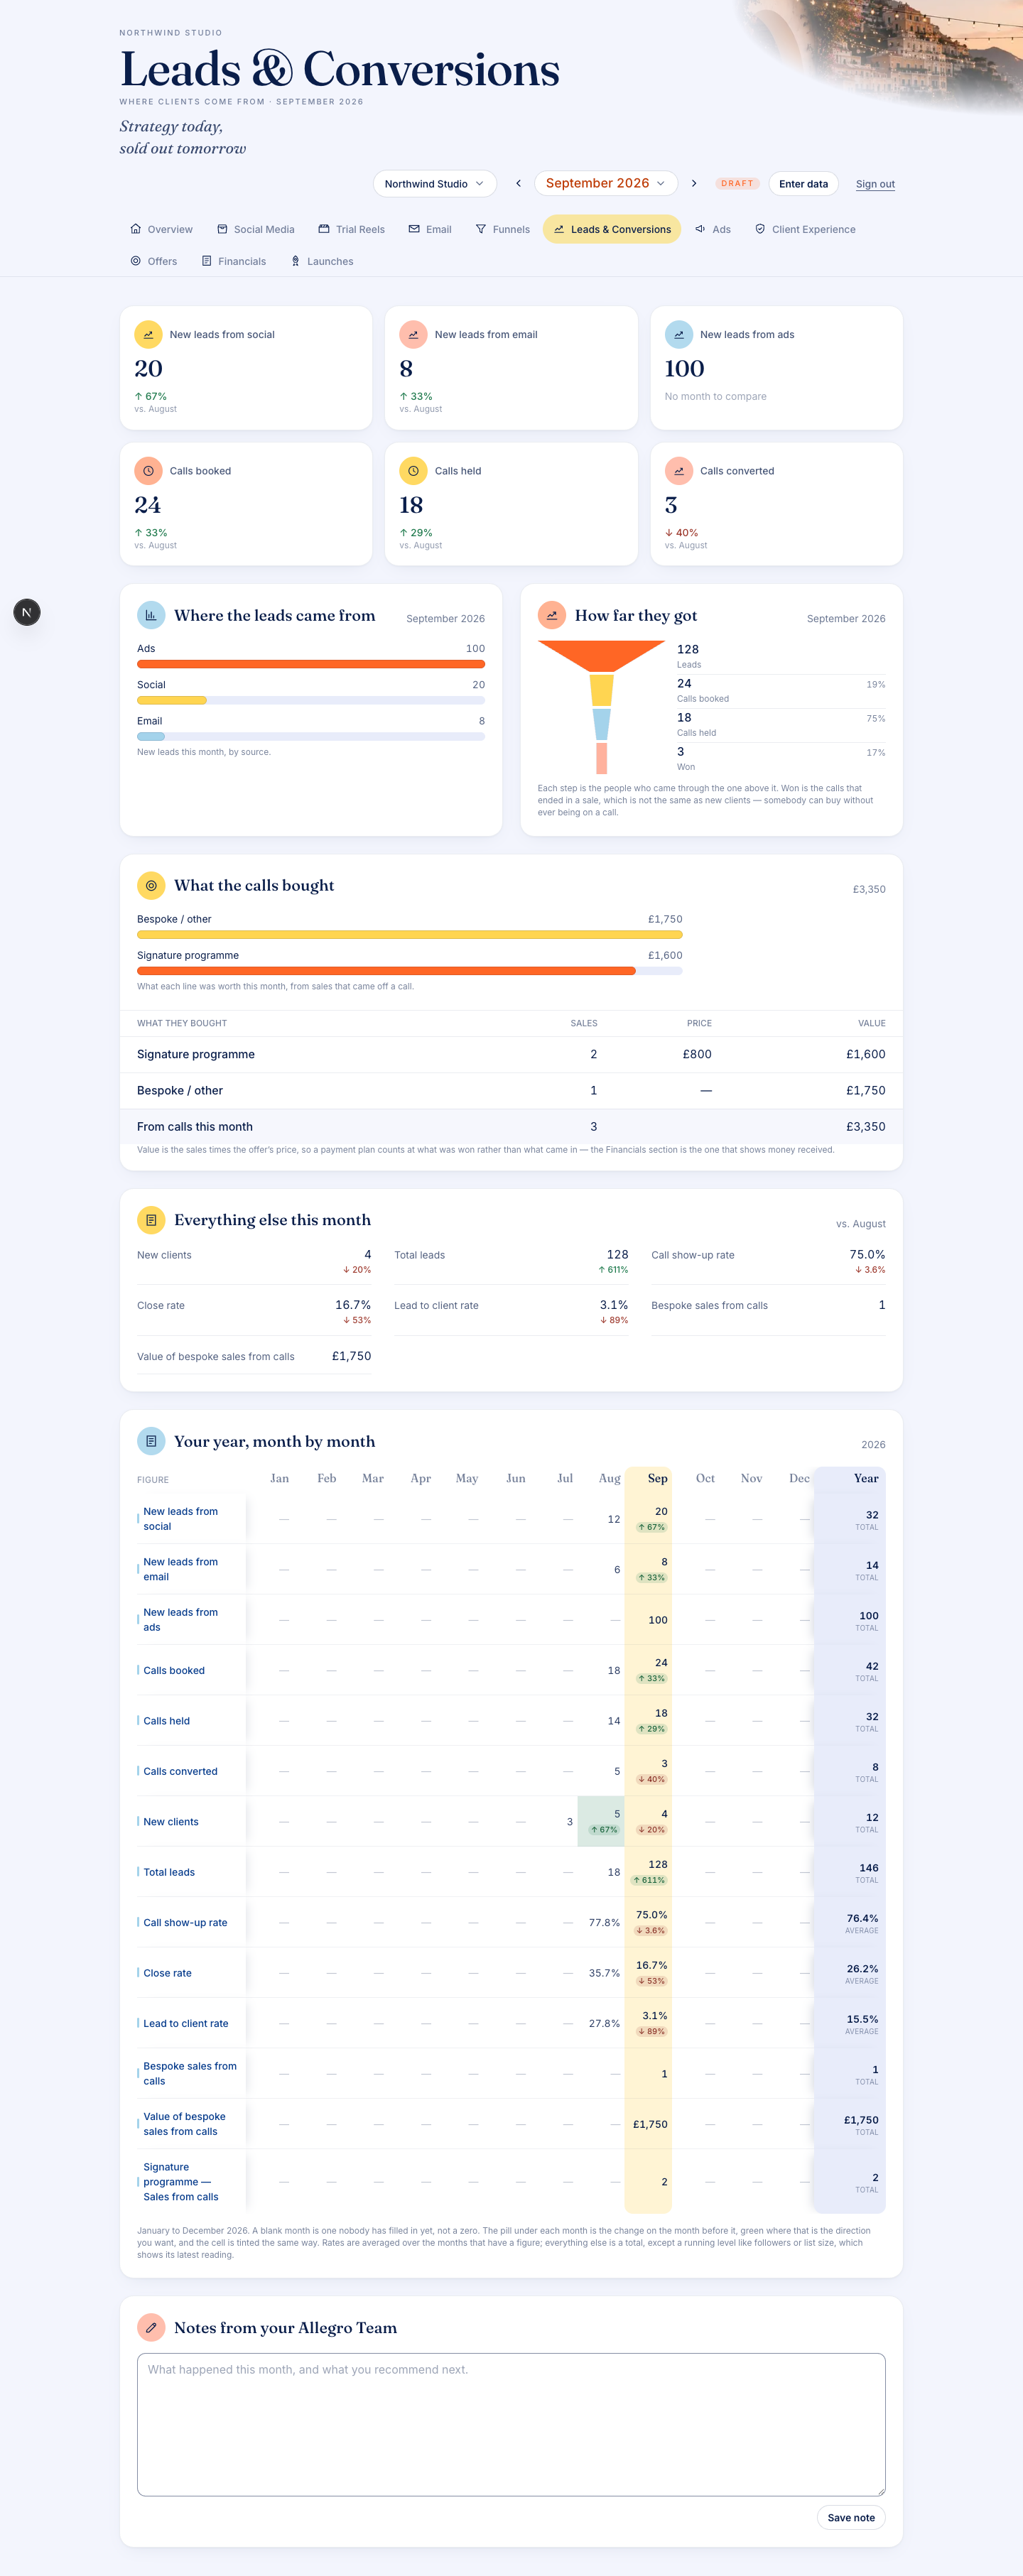 NORTHWIND STUDIO
Leads & Conversions
WHERE CLIENTS COME FROM · SEPTEMBER 2026
Strategy today,
sold out tomorrow
Northwind Studio
September 2026
DRAFT
Enter data
Sign out
Overview
Social Media
Trial Reels
Email
Funnels
Leads & Conversions
Ads
Client Experience
Offers
Financials
Launches
New leads from social
20
↑ 67%
vs. August
New leads from email
8
↑ 33%
vs. August
New leads from ads
100
No month to compare
Calls booked
24
↑ 33%
vs. August
Calls held
18
↑ 29%
vs. August
Calls converted
3
↓ 40%
vs. August
N
Where the leads came from
September 2026
Ads 100
Social 20
Email 8
New leads this month, by source.
How far they got
September 2026
128
Leads
24
Calls booked
19%
18
Calls held
75%
3
Won
17%
Each step is the people who came through the one above it. Won is the calls that
ended in a sale, which is not the same as new clients — somebody can buy without
ever being on a call.
What the calls bought
£3,350
Bespoke / other £1,750
Signature programme £1,600
What each line was worth this month, from sales that came off a call.
WHAT THEY BOUGHT SALES PRICE VALUE
Signature programme 2 £800 £1,600
Bespoke / other 1 — £1,750
From calls this month 3 £3,350
Value is the sales times the offer's price, so a payment plan counts at what was won rather than what came in — the Financials section is the one that shows money received.
Everything else this month
vs. August
New clients 4
↓ 20%
Total leads 128
↑ 611%
Call show-up rate 75.0%
↓ 3.6%
Close rate 16.7%
↓ 53%
Lead to client rate 3.1%
↓ 89%
Bespoke sales from calls 1
Value of bespoke sales from calls £1,750
Your year, month by month
2026
FIGURE Jan Feb Mar Apr May Jun Jul Aug Sep Oct Nov Dec Year
New leads from
social
— — — — — — — 12 20 — — — 32
↑ 67% TOTAL
New leads from
email
— — — — — — — 6 8 — — — 14
↑ 33% TOTAL
New leads from
ads
— — — — — — — — 100 — — — 100
TOTAL
Calls booked — — — — — — — 18 24 — — — 42
↑ 33% TOTAL
Calls held — — — — — — — 14 18 — — — 32
↑ 29% TOTAL
Calls converted — — — — — — — 5 3 — — — 8
↓ 40% TOTAL
New clients — — — — — — 3 5 4 — — — 12
↑ 67% ↓ 20% TOTAL
Total leads — — — — — — — 18 128 — — — 146
↑ 611% TOTAL
Call show-up rate — — — — — — — 77.8% 75.0% — — — 76.4%
↓ 3.6% AVERAGE
Close rate — — — — — — — 35.7% 16.7% — — — 26.2%
↓ 53% AVERAGE
Lead to client rate — — — — — — — 27.8% 3.1% — — — 15.5%
↓ 89% AVERAGE
Bespoke sales from
calls
— — — — — — — — 1 — — — 1
TOTAL
Value of bespoke
sales from calls
— — — — — — — — £1,750 — — — £1,750
TOTAL
Signature
programme —
Sales from calls
— — — — — — — — 2 — — — 2
TOTAL
January to December 2026. A blank month is one nobody has filled in yet, not a zero. The pill under each month is the change on the month before it, green where that is the direction
you want, and the cell is tinted the same way. Rates are averaged over the months that have a figure; everything else is a total, except a running level like followers or list size, which
shows its latest reading.
Notes from your Allegro Team
What happened this month, and what you recommend next.
Save note